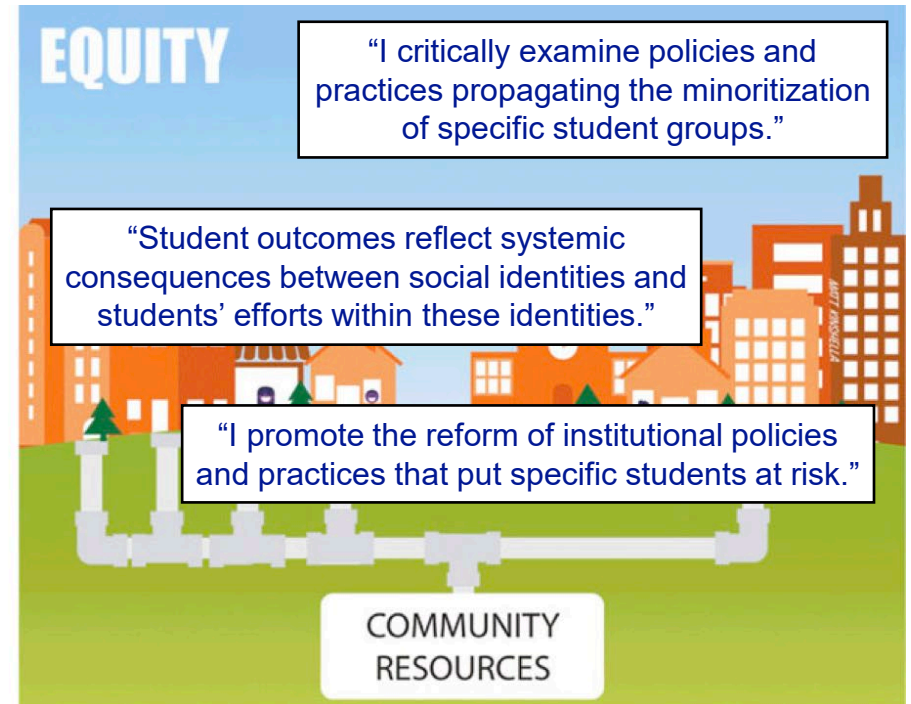 EQUITY
“I critically examine policies and
practices propagating the minoritization
of specific student groups.”
“Student outcomes reflect systemic
consequences between social identities and
students’ efforts within these identities.”
MATT KINSHELLA
“I promote the reform of institutional policies
and practices that put specific students at risk.”
COMMUNITY
RESOURCES